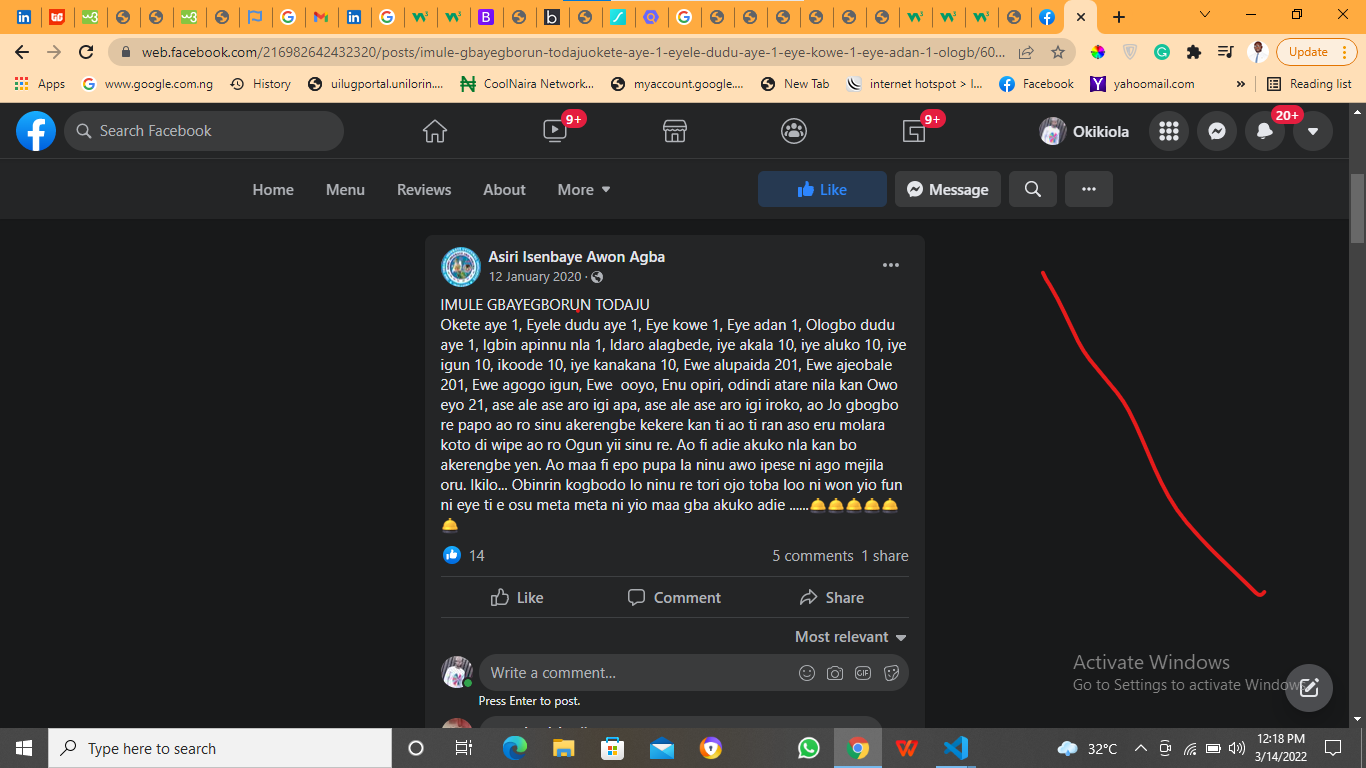 web.facebook.com/216982642432320/posts/imule-gbayegborun-todajuokete-aye-1-eyele-dudu-aye-1-eye-kowe-1-eye-adan-1-ologb/60...
Update
Apps
www.google.com.ng
History
uilugportal.unilorin....
CoolNaira Network...
myaccount.google....
New Tab
internet hotspot > I...
Facebook
yahoomail.com
»
Reading list
Search Facebook
9+
9+
Okikiola
20+
Home
Menu
Reviews
About
More
Like
Message
Asiri Isenbaye Awon Agba
12 January 2020 ·
IMULE GBAYEGBORUN TODAJU
Okete aye 1, Eyele dudu aye 1, Eye kowe 1, Eye adan 1, Ologbo dudu
aye 1, Igbin apinnu nla 1, Idaro alagbede, iye akala 10, iye aluko 10, iye
igun 10, ikoode 10, iye kanakana 10, Ewe alupaida 201, Ewe ajeobale
201, Ewe agogo igun, Ewe ooyo, Enu opiri, odindi atare nila kan Owo
eyo 21, ase ale ase aro igi apa, ase ale ase aro igi iroko, ao Jo gbogbo
re papo ao ro sinu akerengbe kekere kan ti ao ti ran aso eru molara
koto di wipe ao ro Ogun yii sinu re. Ao fi adie akuko nla kan bo
akerengbe yen. Ao maa fi epo pupa la ninu awo ipese ni ago mejila
oru. Ikilo... Obinrin kogbodo lo ninu re tori ojo toba loo ni won yio fun
ni eye ti e osu meta meta ni yio maa gba akuko adie ......🛎🛎🛎🛎🛎
🛎
14
5 comments 1 share
Like
Comment
Share
Most relevant
Write a comment...
GIF
Press Enter to post.
Activate Windows
Go to Settings to activate Windows.
Type here to search
32°C
12:18 PM
3/14/2022